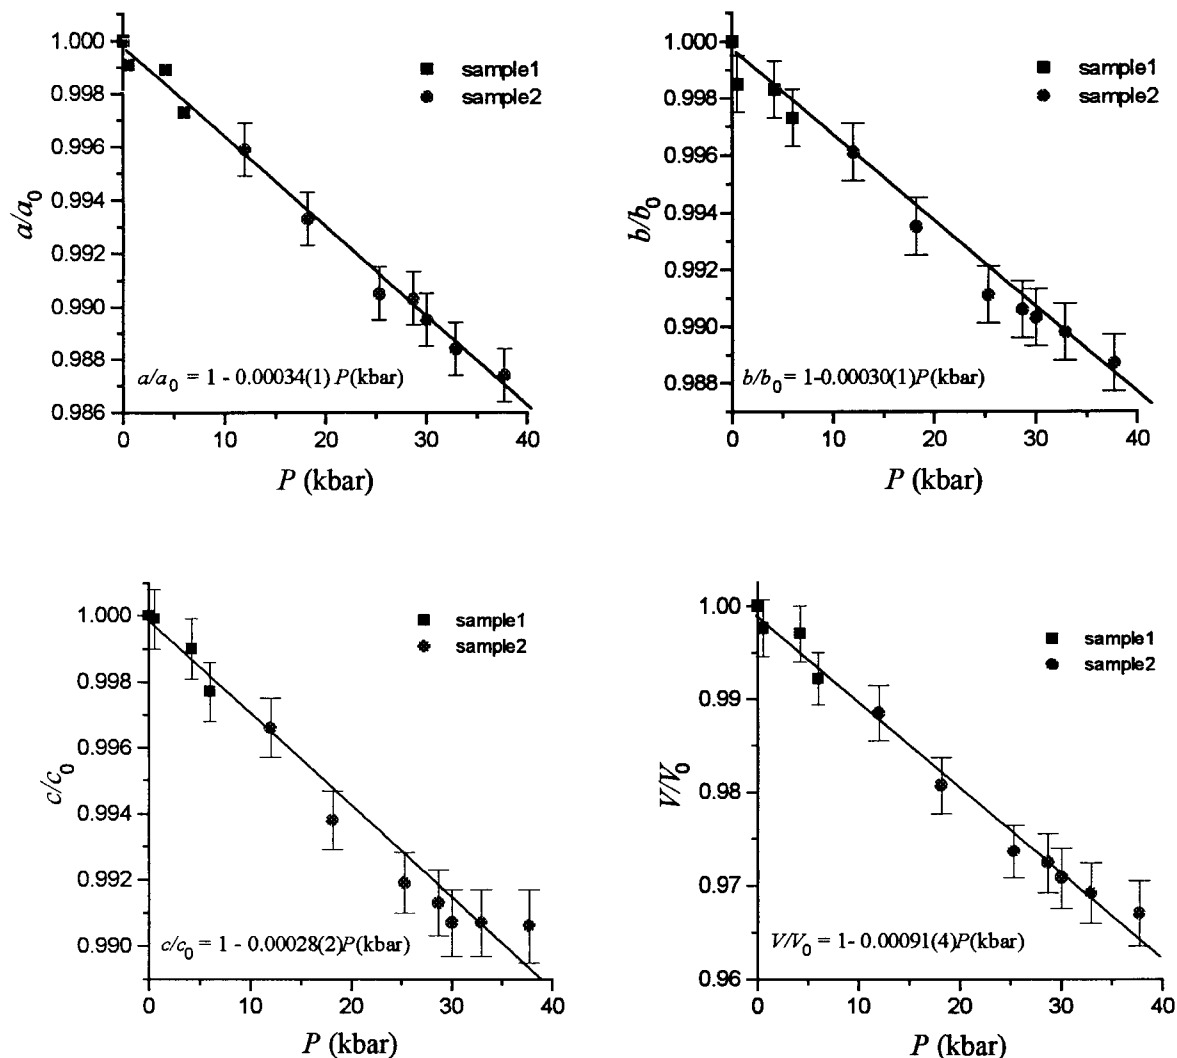 1.000
0.998
0.996
0.994
0.992
0.990
0.988
0.986
a/a₀
sample1
sample2
a/a₀ = 1 - 0.00034(1) P(kbar)
0 10 20 30 40
P (kbar)
1.000
0.998
0.996
0.994
0.992
0.990
0.988
b/b₀
sample1
sample2
b/b₀ = 1-0.00030(1)P(kbar)
0 10 20 30 40
P (kbar)
1.000
0.998
0.996
0.994
0.992
0.990
c/c₀
sample1
sample2
c/c₀ = 1 - 0.00028(2)P(kbar)
0 10 20 30 40
P (kbar)
1.00
0.99
0.98
0.97
0.96
V/V₀
sample1
sample2
V/V₀ = 1- 0.00091(4)P(kbar)
0 10 20 30 40
P (kbar)